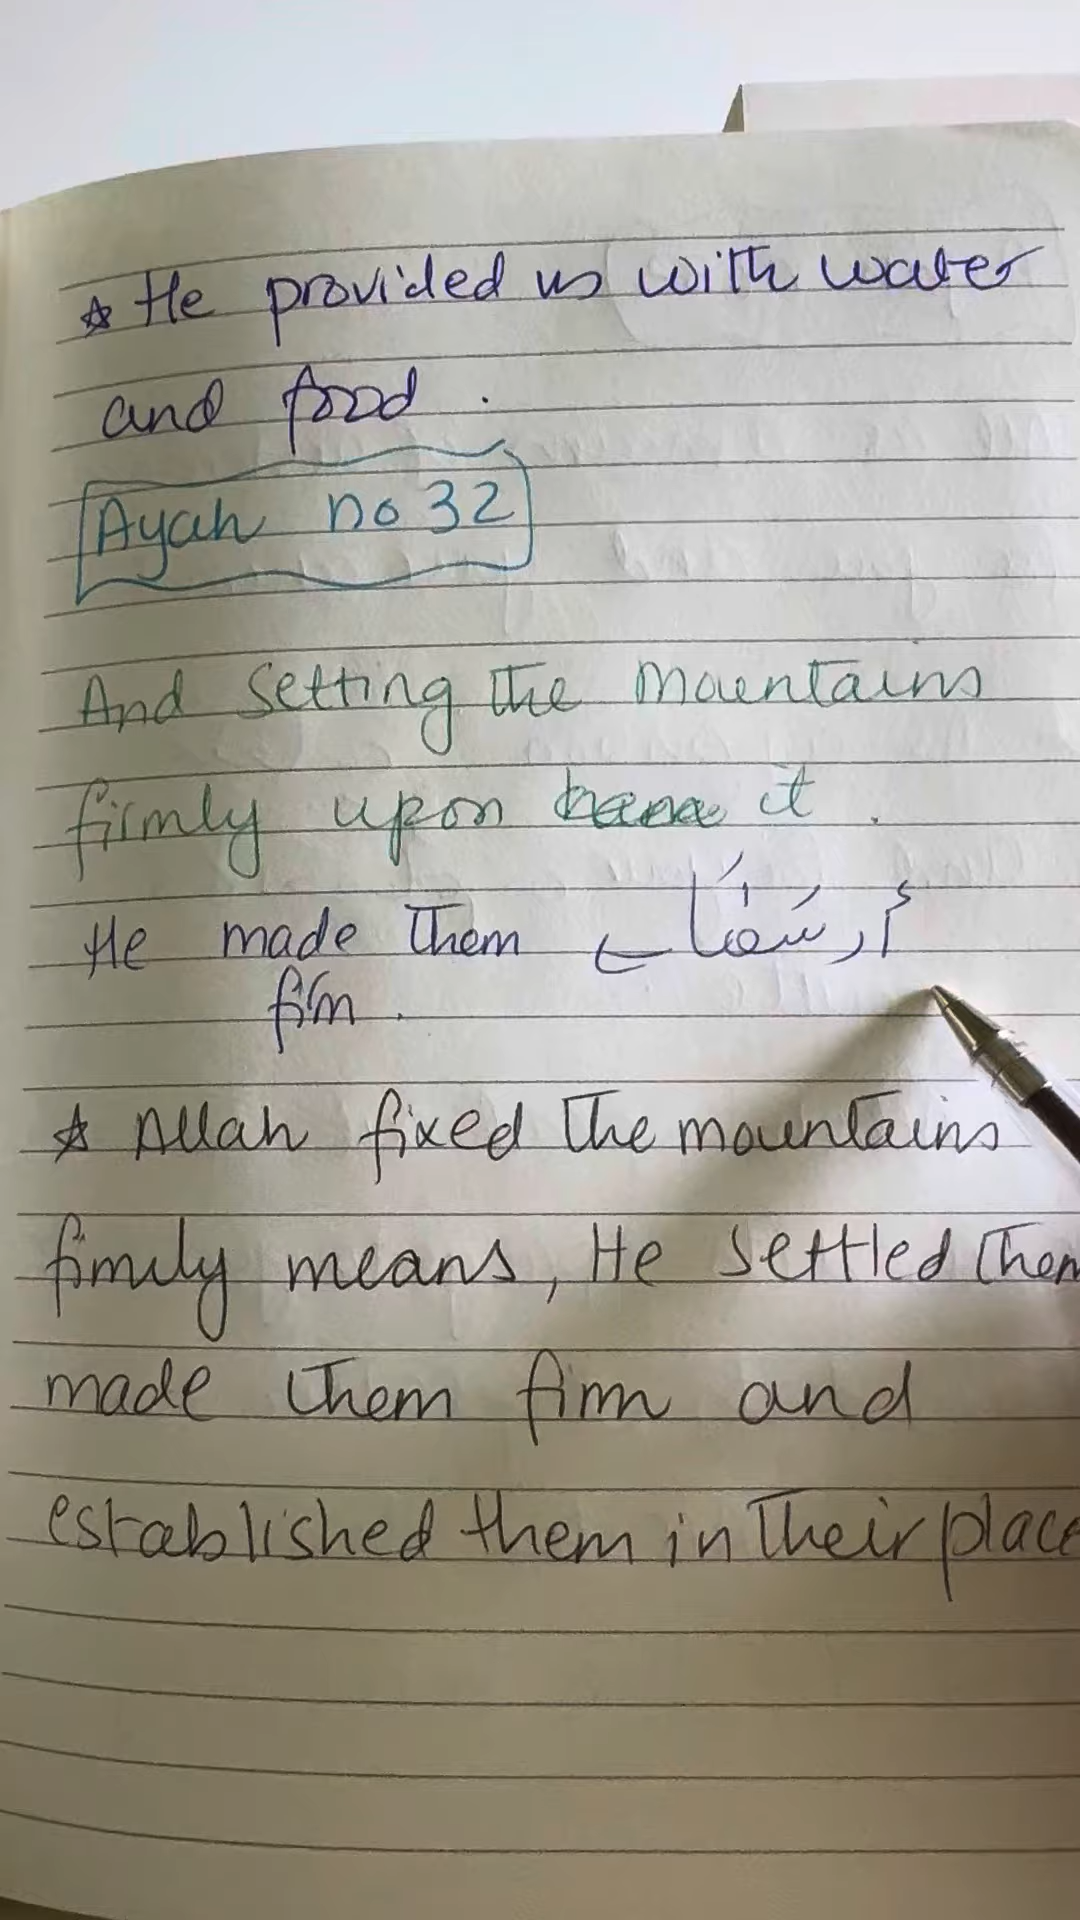 ☆ He provided us with water
and food .
Ayah no 32
And setting the mountains
firmly upon it .
He made them
firm .
☆ Allah fixed the mountains
firmly means, He settled them
made them firm and
established them in their place